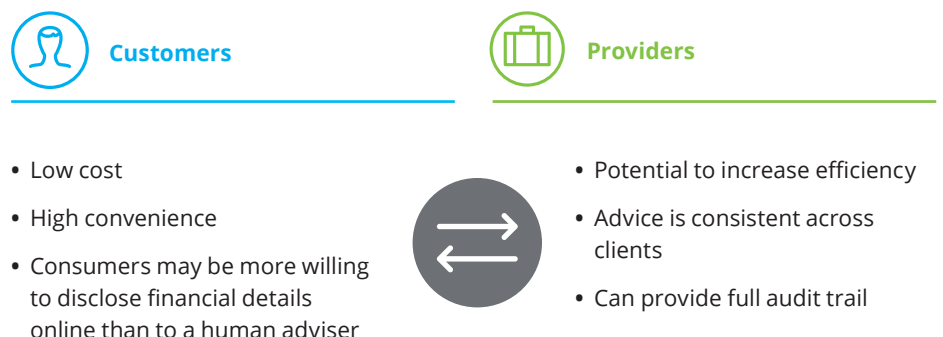 Customers
• Low cost
• High convenience
• Consumers may be more willing
to disclose financial details
online than to a human adviser
Providers
• Potential to increase efficiency
• Advice is consistent across
clients
• Can provide full audit trail